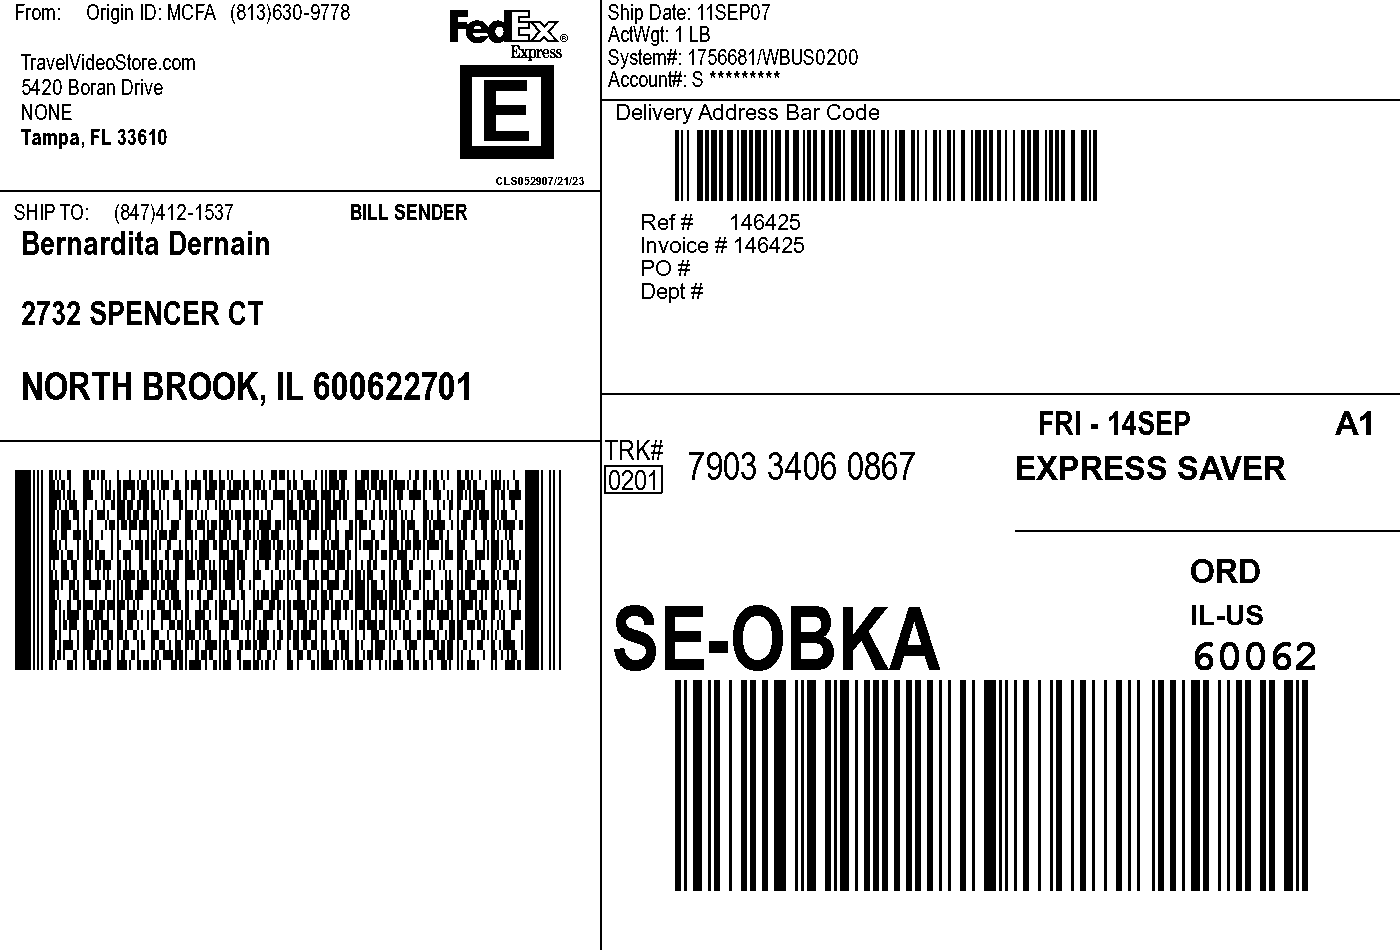 From: Origin ID: MCFA (813)630-9778
TravelVideoStore.com
5420 Boran Drive
NONE
Tampa, FL 33610
FedEx®
Express
E
CLS052907/21/23
Ship Date: 11SEP07
ActWgt: 1 LB
System#: 1756681/WBUS0200
Account#: S *********
Delivery Address Bar Code
Ref # 146425
Invoice # 146425
PO #
Dept #
SHIP TO: (847)412-1537 BILL SENDER
Bernardita Dernain
2732 SPENCER CT
NORTH BROOK, IL 600622701
FRI - 14SEP A1
TRK# 7903 3406 0867 EXPRESS SAVER
0201
ORD
SE-OBKA IL-US
60062